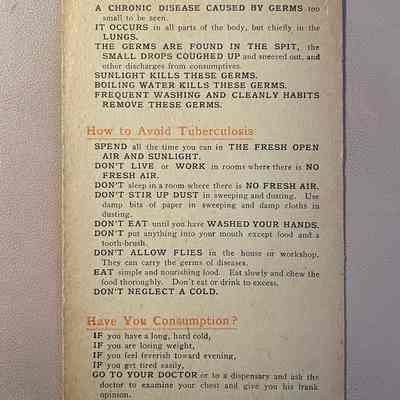 A CHRONIC DISEASE CAUSED BY GERMS too
small to be seen.
IT OCCURS in all parts of the body, but chiefly in the
LUNGS.
THE GERMS ARE FOUND IN THE SPIT, the
SMALL DROPS COUGHED UP and sneezed out, and
other discharges from consumptives.
SUNLIGHT KILLS THESE GERMS.
BOILING WATER KILLS THESE GERMS.
FREQUENT WASHING AND CLEANLY HABITS
REMOVE THESE GERMS.
How to Avoid Tuberculosis
SPEND all the time you can in THE FRESH OPEN
AIR AND SUNLIGHT.
DON'T LIVE or WORK in rooms where there is NO
FRESH AIR.
DON'T sleep in a room where there is NO FRESH AIR.
DON'T STIR UP DUST in sweeping and dusting. Use
damp bits of paper in sweeping and damp cloths in
dusting.
DON'T EAT until you have WASHED YOUR HANDS.
DON'T put anything into your mouth except food and a
tooth-brush.
DON'T ALLOW FLIES in the house or workshop.
They can carry the germs of diseases.
EAT simple and nourishing food. Eat slowly and chew the
food thoroughly. Don't eat or drink to excess.
DON'T NEGLECT A COLD.
Have You Consumption?
IF you have a long, hard cold,
IF you are losing weight,
IF you feel feverish toward evening,
IF you get tired easily,
GO TO YOUR DOCTOR or to a dispensary and ask the
doctor to examine your chest and give you his frank
opinion.